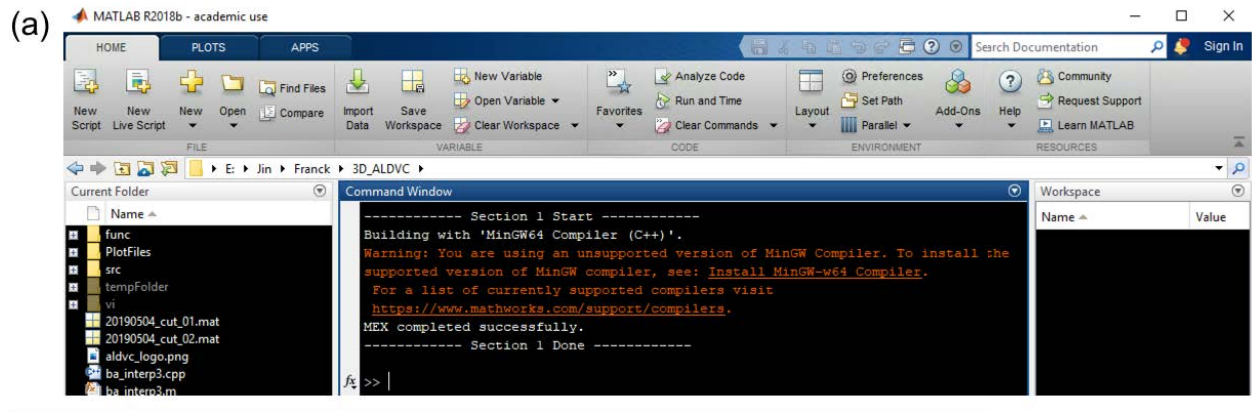 (a)
MATLAB R2018b - academic use
HOME PLOTS APPS
Search Documentation
Sign In
New Script
New Live Script
New
Open
Find Files
Compare
FILE
Import Data
Save Workspace
New Variable
Open Variable
Clear Workspace
VARIABLE
Favorites
Analyze Code
Run and Time
Clear Commands
CODE
Layout
Preferences
Set Path
Parallel
Add-Ons
ENVIRONMENT
Help
Community
Request Support
Learn MATLAB
RESOURCES
E: Jin Franck 3D_ALDVC
Current Folder
Name
func
PlotFiles
src
tempFolder
vi
20190504_cut_01.mat
20190504_cut_02.mat
aldvc_logo.png
ba_interp3.cpp
ba_interp3.m
Command Window
------------ Section 1 Start ------------
Building with 'MinGW64 Compiler (C++)'.
Warning: You are using an unsupported version of MinGW Compiler. To install the
supported version of MinGW compiler, see: Install MinGW-w64 Compiler.
For a list of currently supported compilers visit
https://www.mathworks.com/support/compilers.
MEX completed successfully.
------------ Section 1 Done ------------
fx >>
Workspace
Name Value